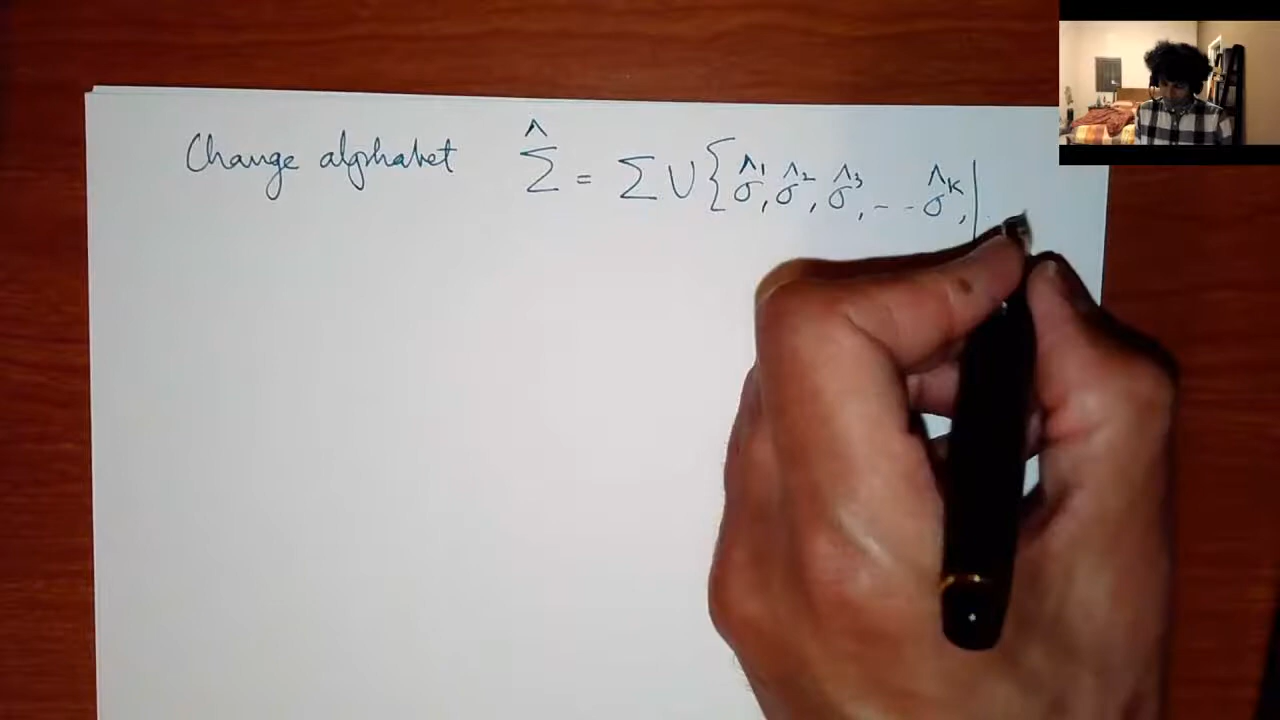 Change alphabet Σ̂ = Σ ∪ { σ̂¹, σ̂², σ̂³, -- σ̂ᴷ, |